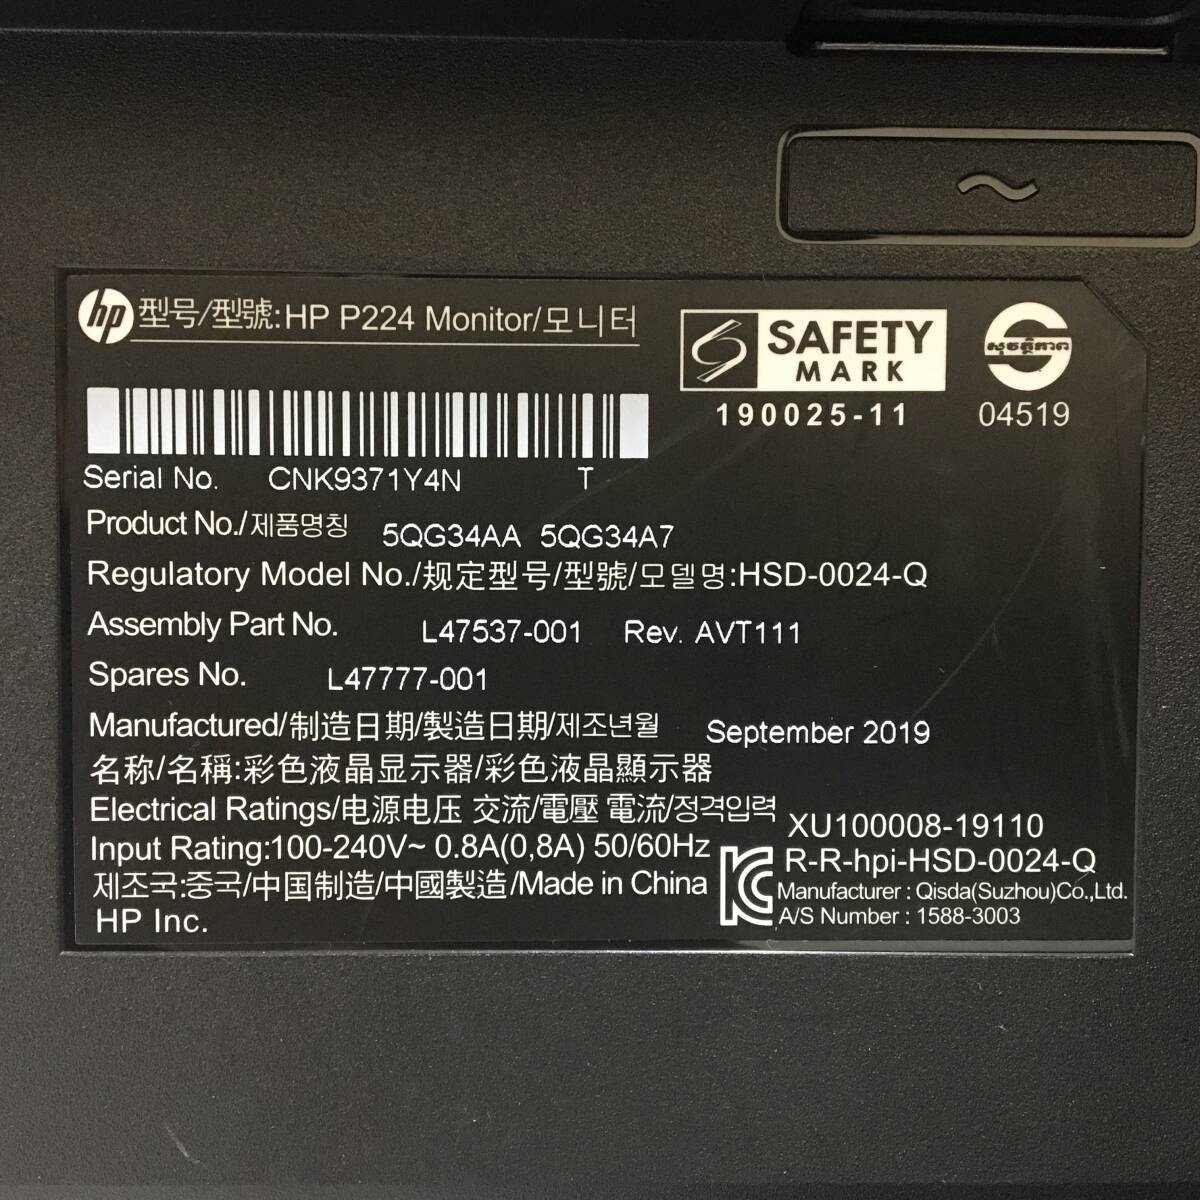 hp 型号/型號:HP P224 Monitor/모니터
SAFETY
MARK
190025-11
សុវត្ថិភាព
04519
Serial No. CNK9371Y4N T
Product No./제품명칭 5QG34AA 5QG34A7
Regulatory Model No./规定型号/型號/모델명:HSD-0024-Q
Assembly Part No. L47537-001 Rev. AVT111
Spares No. L47777-001
Manufactured/制造日期/製造日期/제조년월 September 2019
名称/名稱:彩色液晶显示器/彩色液晶顯示器
Electrical Ratings/电源电压 交流/電壓 電流/정격입력
Input Rating:100-240V~ 0.8A(0,8A) 50/60Hz
제조국:중국/中国制造/中國製造/Made in China
HP Inc.
XU100008-19110
R-R-hpi-HSD-0024-Q
Manufacturer : Qisda(Suzhou)Co.,Ltd.
A/S Number : 1588-3003